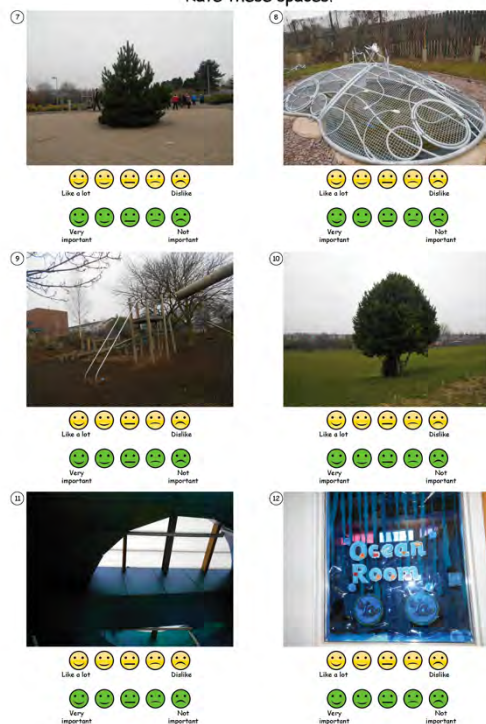 Rate these spaces.
7
8
Like a lot Dislike
Like a lot Dislike
Very important Not important
Very important Not important
9
10
Like a lot Dislike
Like a lot Dislike
Very important Not important
Very important Not important
11
12
Ocean
Room
Like a lot Dislike
Like a lot Dislike
Very important Not important
Very important Not important